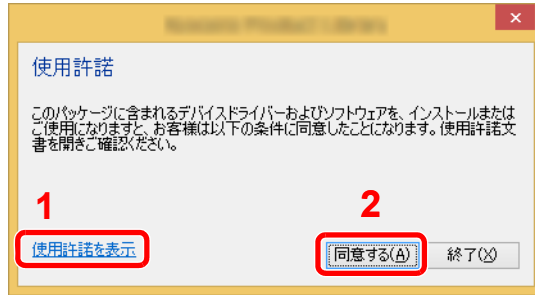 使用許諾
このパッケージに含まれるデバイスドライバーおよびソフトウェアを、インストールまたは
ご使用になりますと、お客様は以下の条件に同意したことになります。使用許諾文
書を開きご確認ください。
1
2
使用許諾を表示
同意する(A)
終了(X)